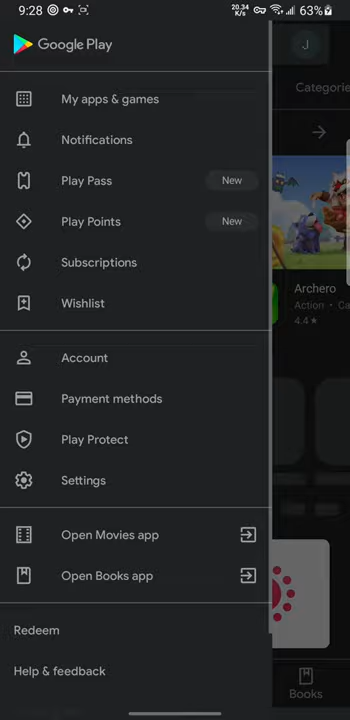 9:28
20.34
K/s
63%
Google Play
J
Categorie
My apps & games
Notifications
Play Pass
New
Play Points
New
Subscriptions
Archero
Action • Ca
Wishlist
4.4★
Account
Payment methods
Play Protect
Settings
Open Movies app
Open Books app
Redeem
Help & feedback
Books